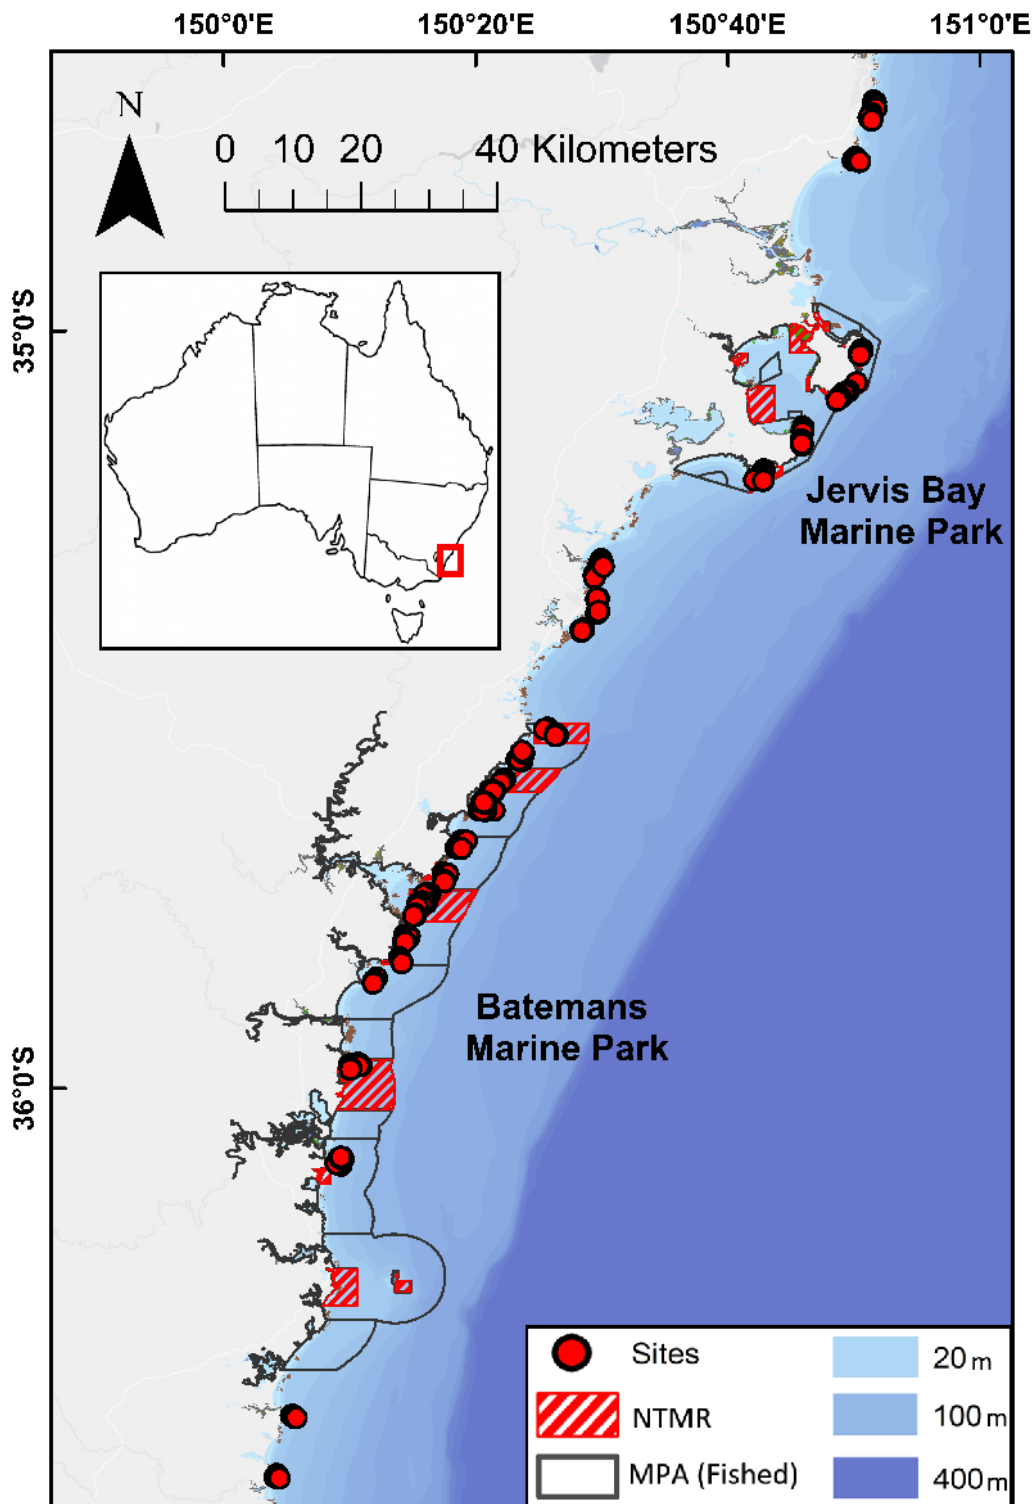 150°0'E 150°20'E 150°40'E 151°0'E
N
0 10 20 40 Kilometers
35°0'S
Jervis Bay
Marine Park
Batemans
Marine Park
36°0'S
Sites
20 m
NTMR
100 m
MPA (Fished)
400 m